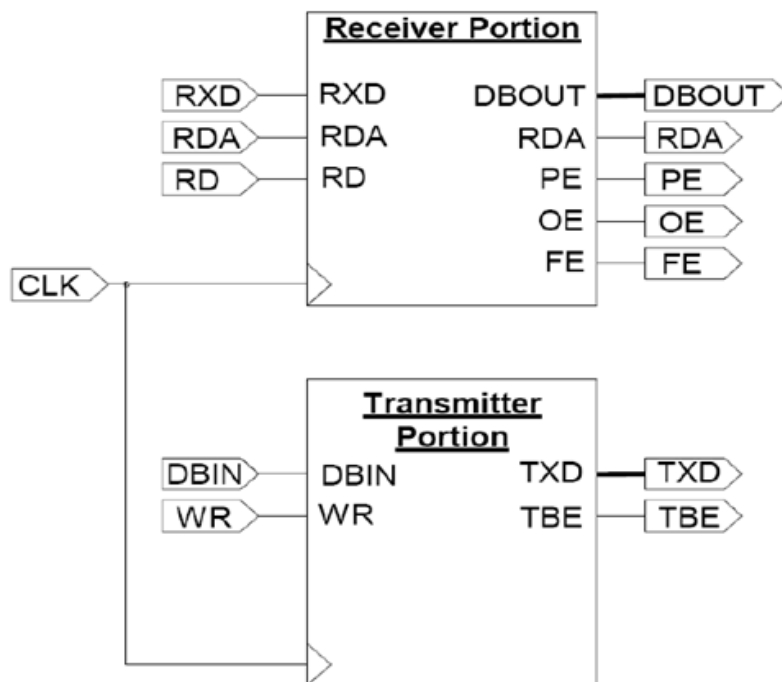 Receiver Portion
RXD RXD DBOUT DBOUT
RDA RDA RDA RDA
RD RD PE PE
OE OE
FE FE
CLK
Transmitter
Portion
DBIN DBIN TXD TXD
WR WR TBE TBE